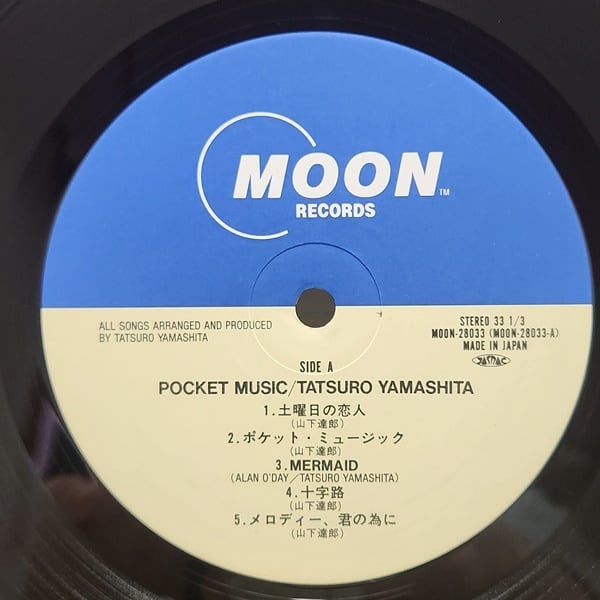 MOON TM
RECORDS
ALL SONGS ARRANGED AND PRODUCED
BY TATSURO YAMASHITA
STEREO 33 1/3
MOON-28033 (MOON-28033-A)
MADE IN JAPAN
JASRAC
SIDE A
POCKET MUSIC/TATSURO YAMASHITA
1.土曜日の恋人
(山下達郎)
2.ポケット・ミュージック
(山下達郎)
3.MERMAID
(ALAN O'DAY/TATSURO YAMASHITA)
4.十字路
(山下達郎)
5.メロディー、君の為に
(山下達郎)